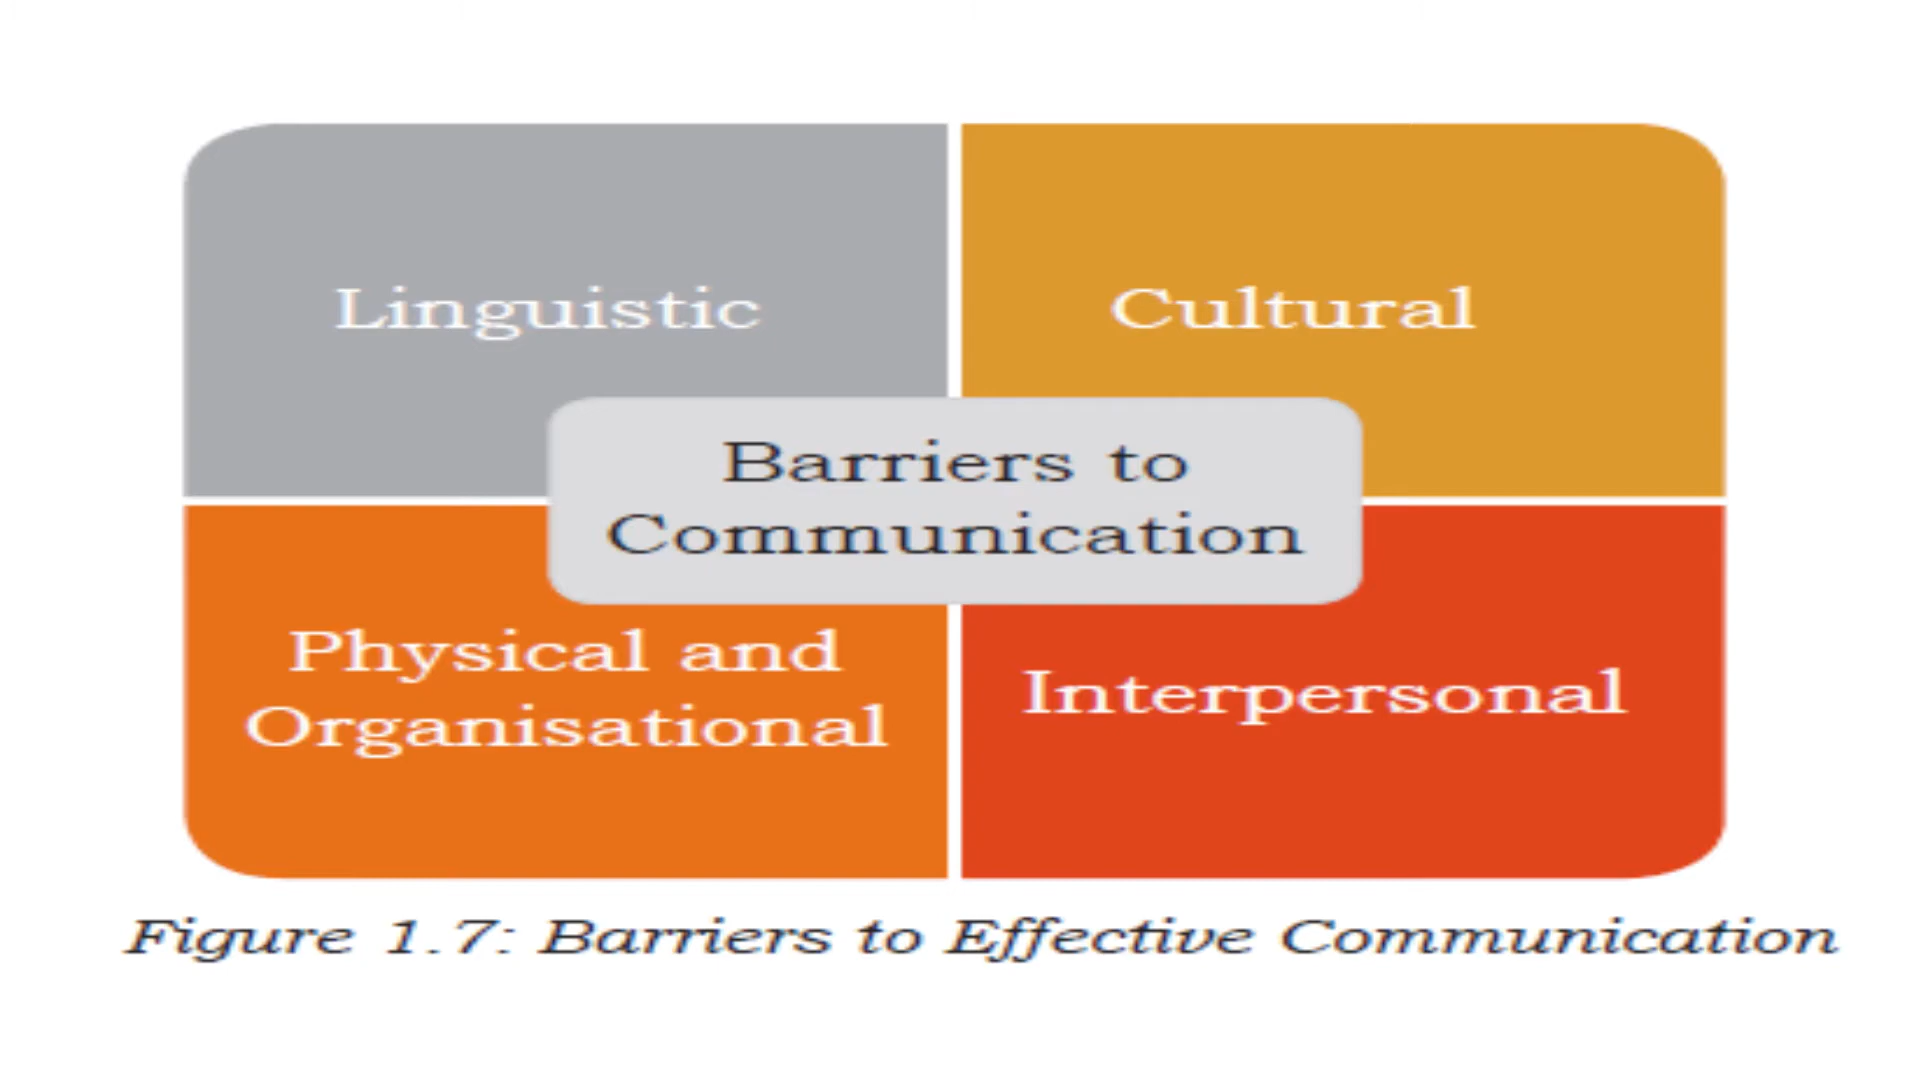 Linguistic
Cultural
Barriers to
Communication
Physical and
Organisational
Interpersonal
Figure 1.7: Barriers to Effective Communication